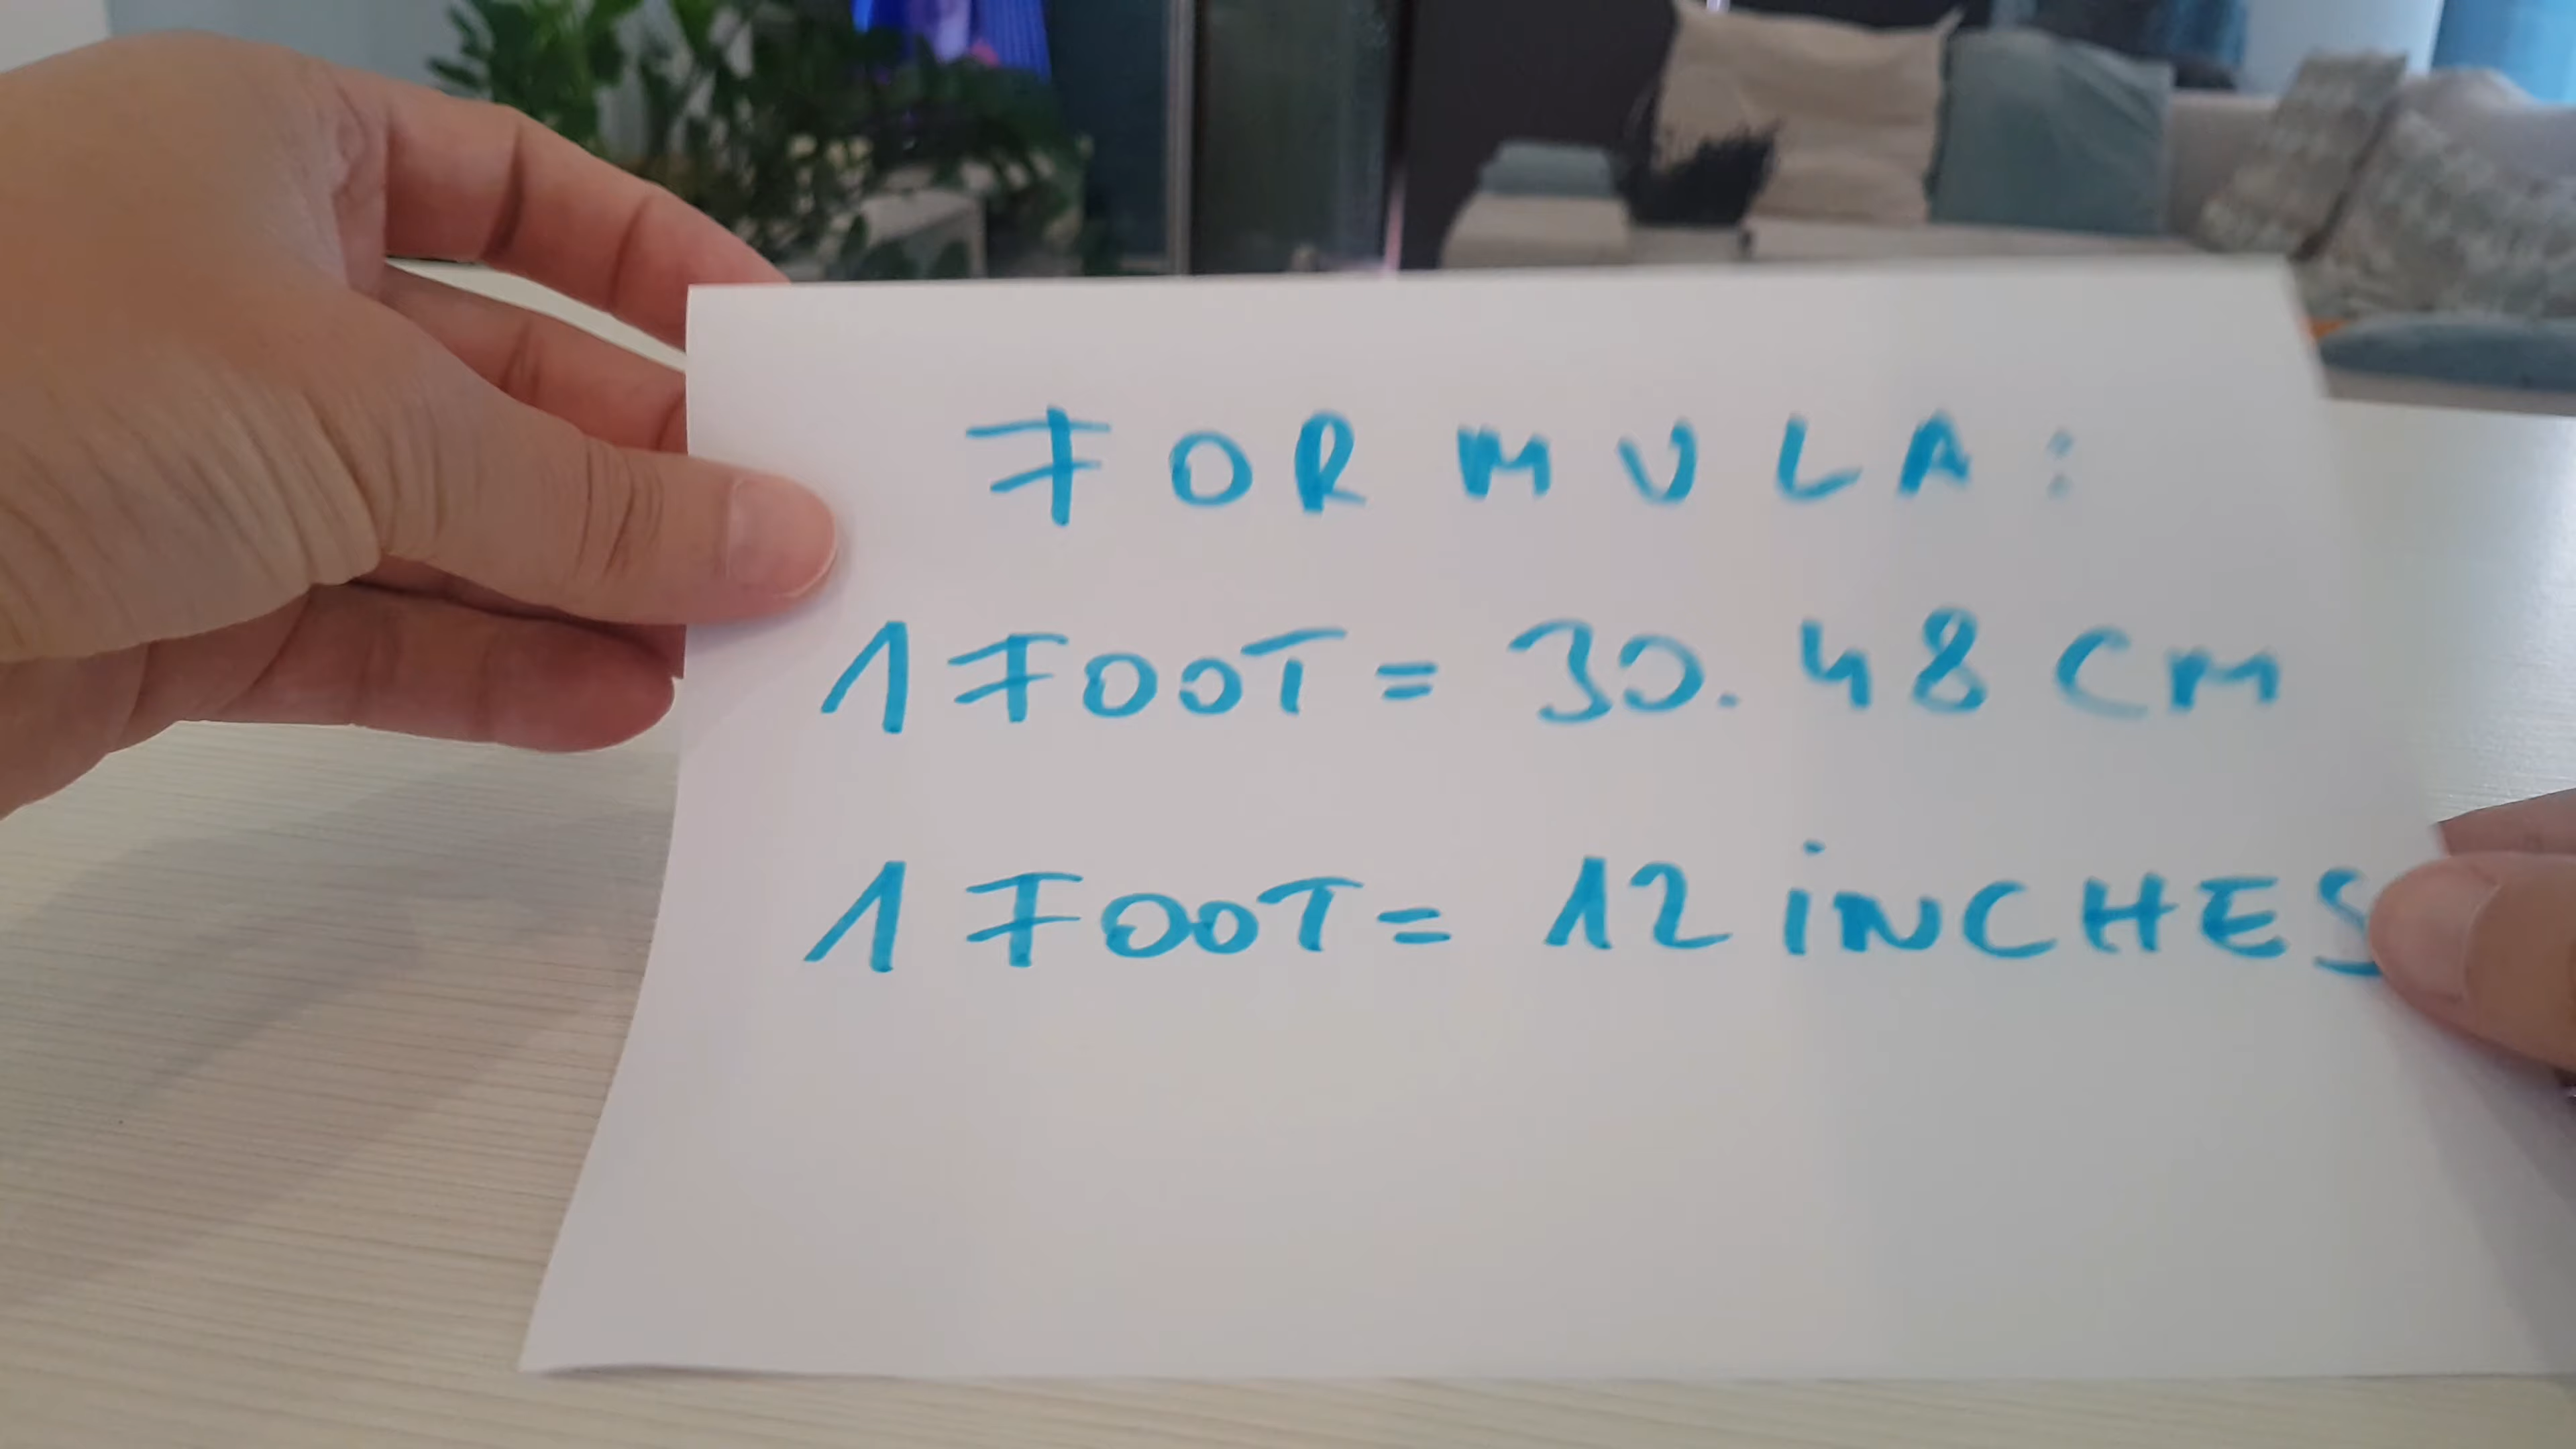 FORMULA:
1 FOOT = 30.48 CM
1 FOOT = 12 iNCHES